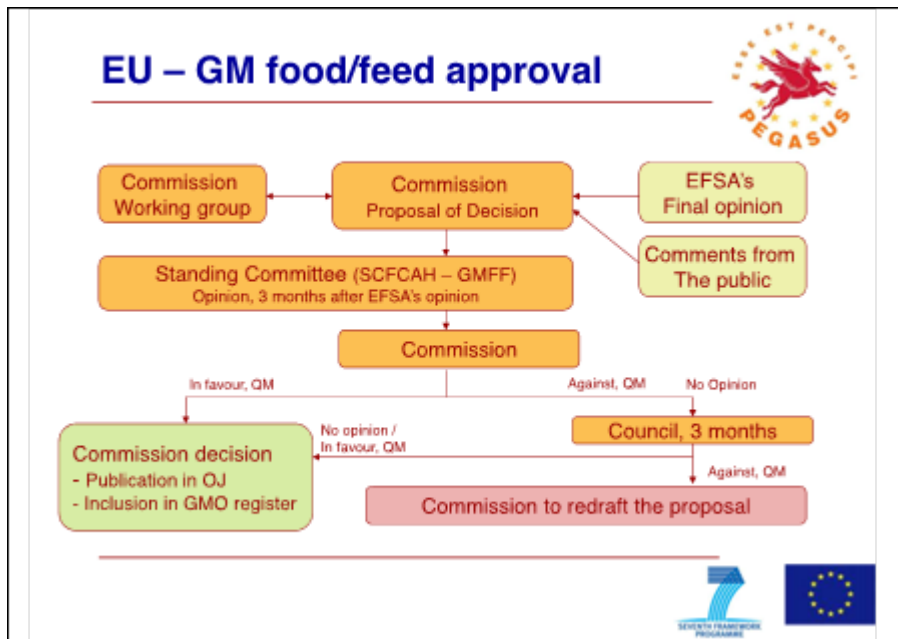 EU – GM food/feed approval
ESSE EST PERCIPI
PEGASUS
Commission
Working group
Commission
Proposal of Decision
EFSA's
Final opinion
Comments from
The public
Standing Committee (SCFCAH – GMFF)
Opinion, 3 months after EFSA's opinion
Commission
In favour, QM
Against, QM
No Opinion
Council, 3 months
No opinion /
In favour, QM
Commission decision
- Publication in OJ
- Inclusion in GMO register
Against, QM
Commission to redraft the proposal
SEVENTH FRAMEWORK
PROGRAMME